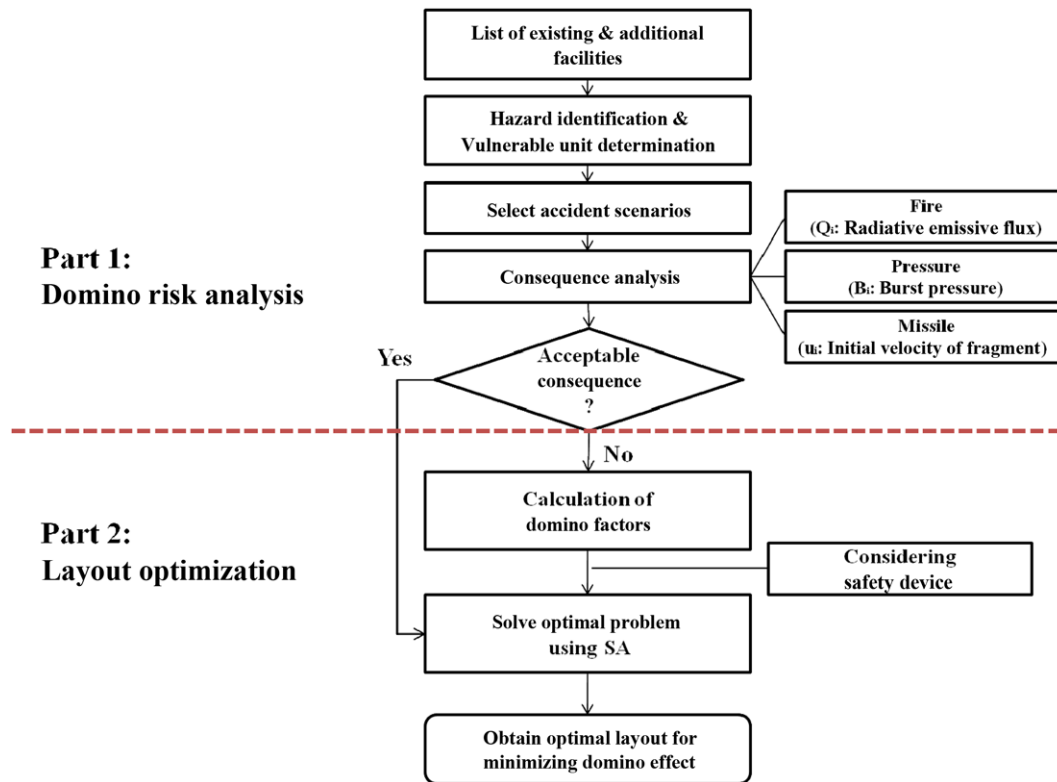 List of existing & additional
facilities
Hazard identification &
Vulnerable unit determination
Select accident scenarios
Fire
(Qi: Radiative emissive flux)
Part 1:
Domino risk analysis
Consequence analysis
Pressure
(Bi: Burst pressure)
Missile
(ui: Initial velocity of fragment)
Yes
Acceptable
consequence
?
No
Calculation of
domino factors
Part 2:
Layout optimization
Considering
safety device
Solve optimal problem
using SA
Obtain optimal layout for
minimizing domino effect